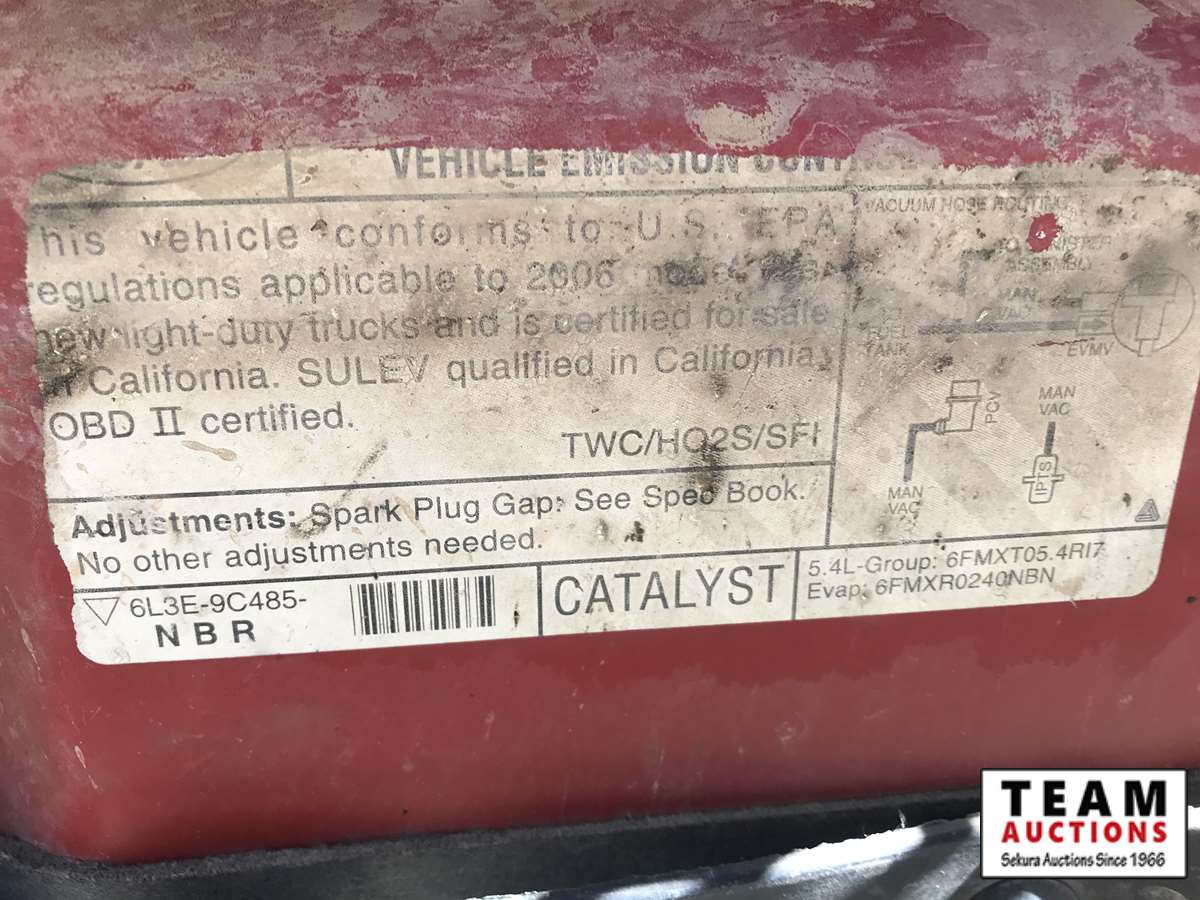 VEHICLE EMISSION
his vehicle conforms to U.S. EPA
regulations applicable to 2006 model
new light-duty trucks and is certified for sale
California. SULEV qualified in California,
OBD II certified.
TWC/HO2S/SFI
Adjustments: Spark Plug Gap: See Spec Book.
No other adjustments needed.
6L3E-9C485-
N B R
CATALYST
5.4L-Group: 6FMXT05.4RI7
Evap: 6FMXR0240NBN
VACUUM HOSE ROUTING
ASSEMBLY
MAN
VAC
FUEL
TANK
EVMV
PCV
MAN
VAC
MAN
VAC
IPTS
TEAM
AUCTIONS
Sekura Auctions Since 1966